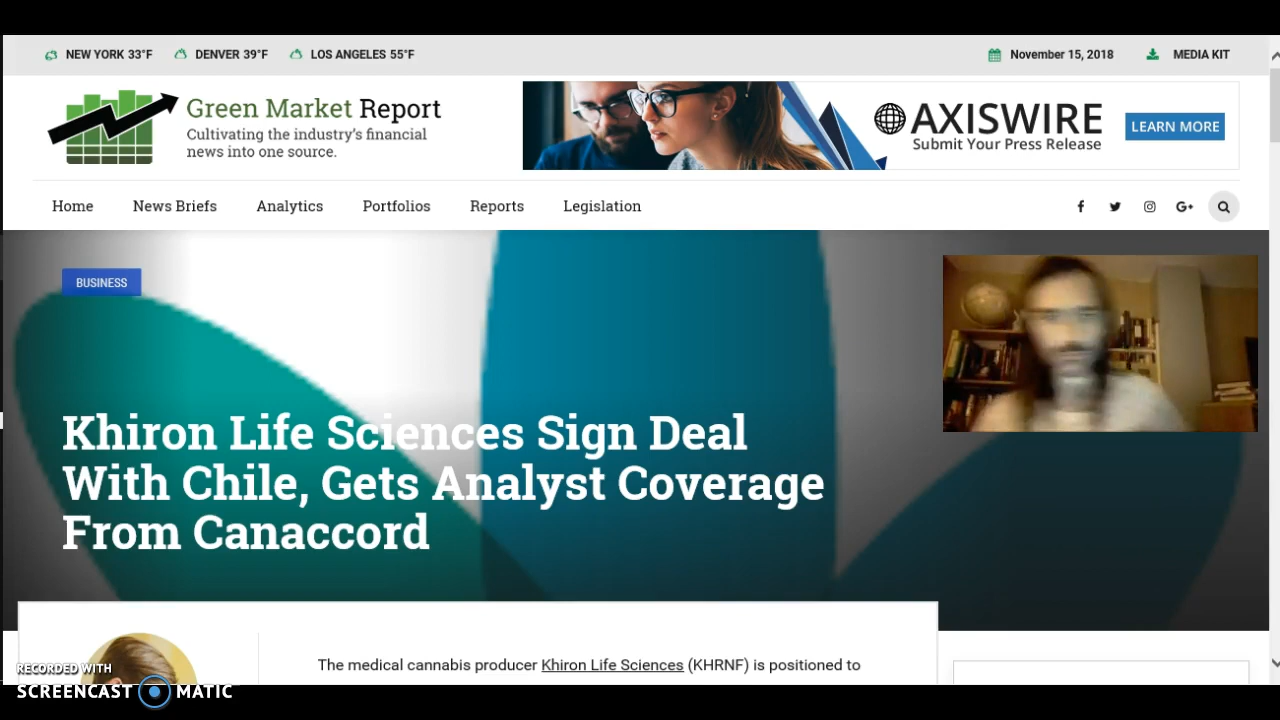 NEW YORK 33°F DENVER 39°F LOS ANGELES 55°F November 15, 2018 MEDIA KIT
Green Market Report
Cultivating the industry's financial
news into one source.
AXISWIRE
Submit Your Press Release
LEARN MORE
Home News Briefs Analytics Portfolios Reports Legislation
BUSINESS
Khiron Life Sciences Sign Deal
With Chile, Gets Analyst Coverage
From Canaccord
The medical cannabis producer Khiron Life Sciences (KHRNF) is positioned to
RECORDED WITH
SCREENCAST MATIC